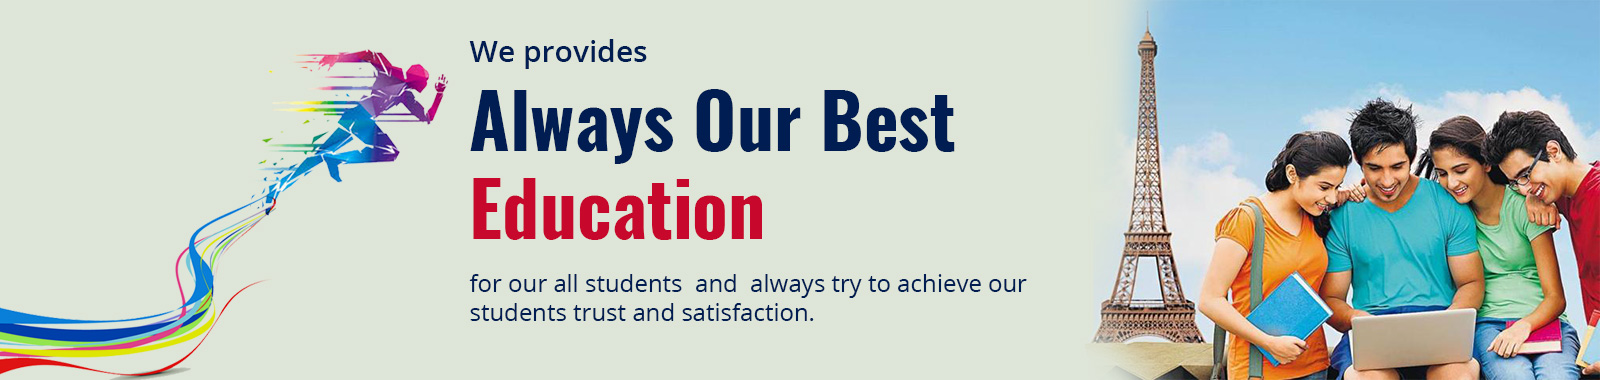 We provides
Always Our Best
Education
for our all students  and  always try to achieve our
students trust and satisfaction.